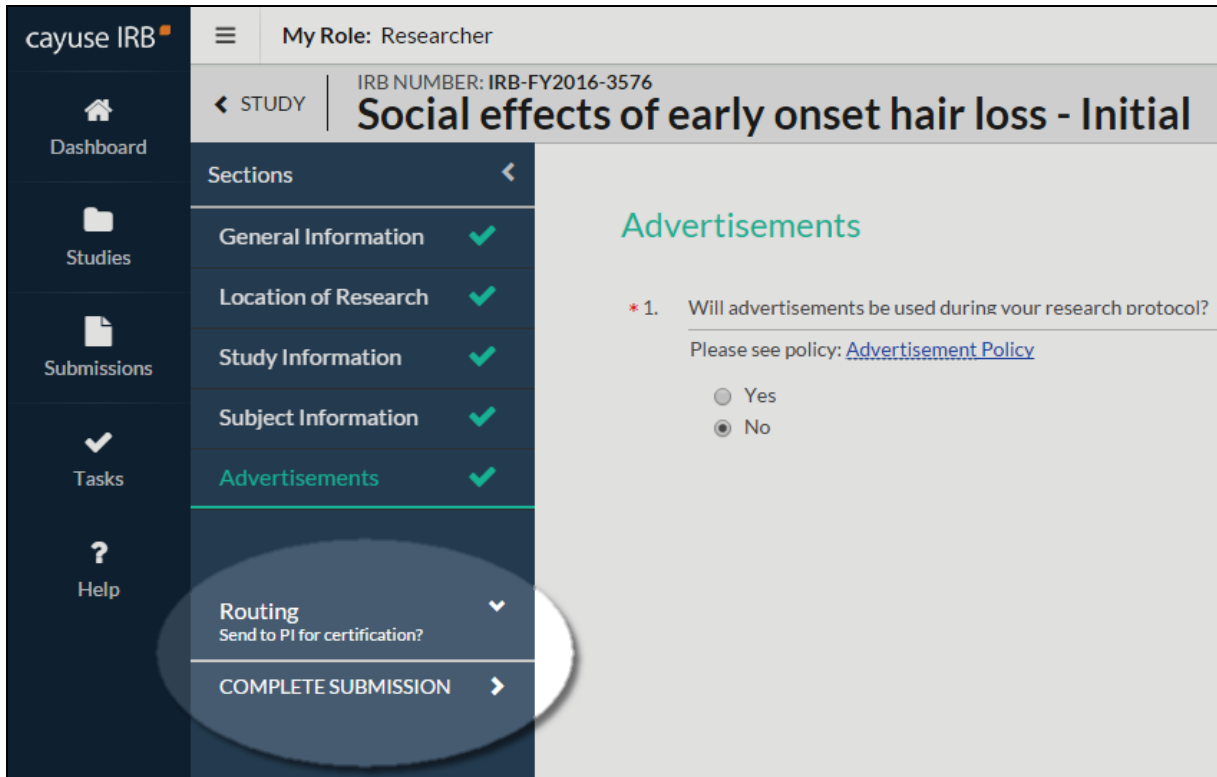 cayuse IRB
My Role: Researcher
STUDY
IRB NUMBER: IRB-FY2016-3576
Social effects of early onset hair loss - Initial
Dashboard
Studies
Submissions
Tasks
? 
Help
Sections
General Information
Location of Research
Study Information
Subject Information
Advertisements
Routing
Send to PI for certification?
COMPLETE SUBMISSION
Advertisements
* 1. Will advertisements be used during your research protocol?
Please see policy: Advertisement Policy
Yes
No